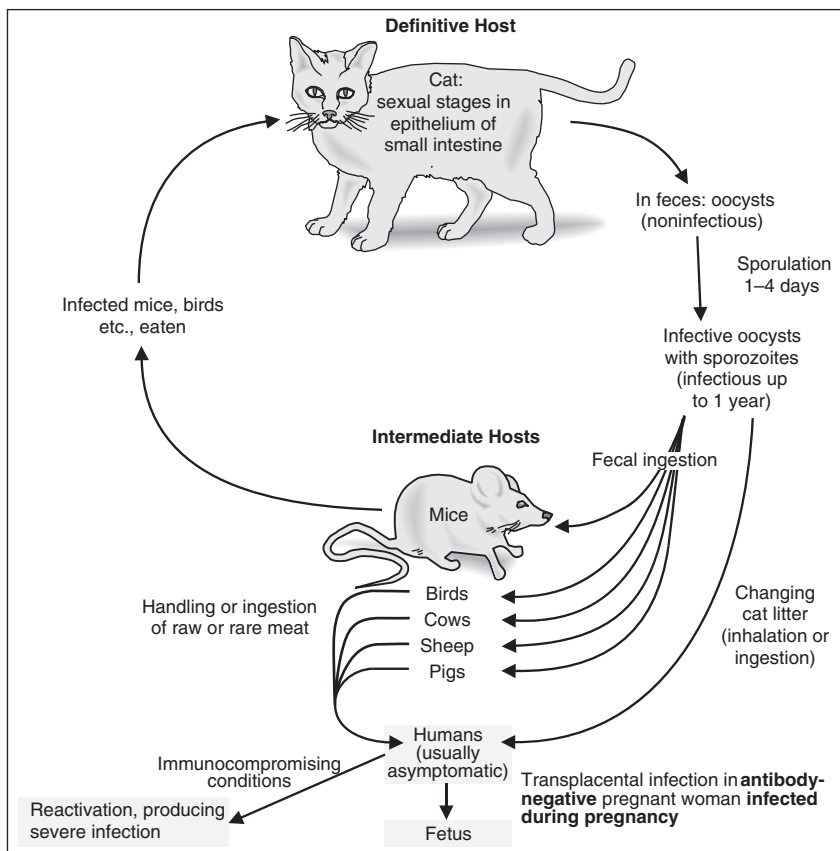 Definitive Host
Cat:
sexual stages in
epithelium of
small intestine
In feces: oocysts
(noninfectious)
Sporulation
1–4 days
Infective oocysts
with sporozoites
(infectious up
to 1 year)
Infected mice, birds
etc., eaten
Intermediate Hosts
Fecal ingestion
Mice
Birds
Cows
Sheep
Pigs
Handling or ingestion
of raw or rare meat
Changing
cat litter
(inhalation or
ingestion)
Humans
(usually
asymptomatic)
Immunocompromising
conditions
Reactivation, producing
severe infection
Fetus
Transplacental infection in antibody-
negative pregnant woman infected
during pregnancy